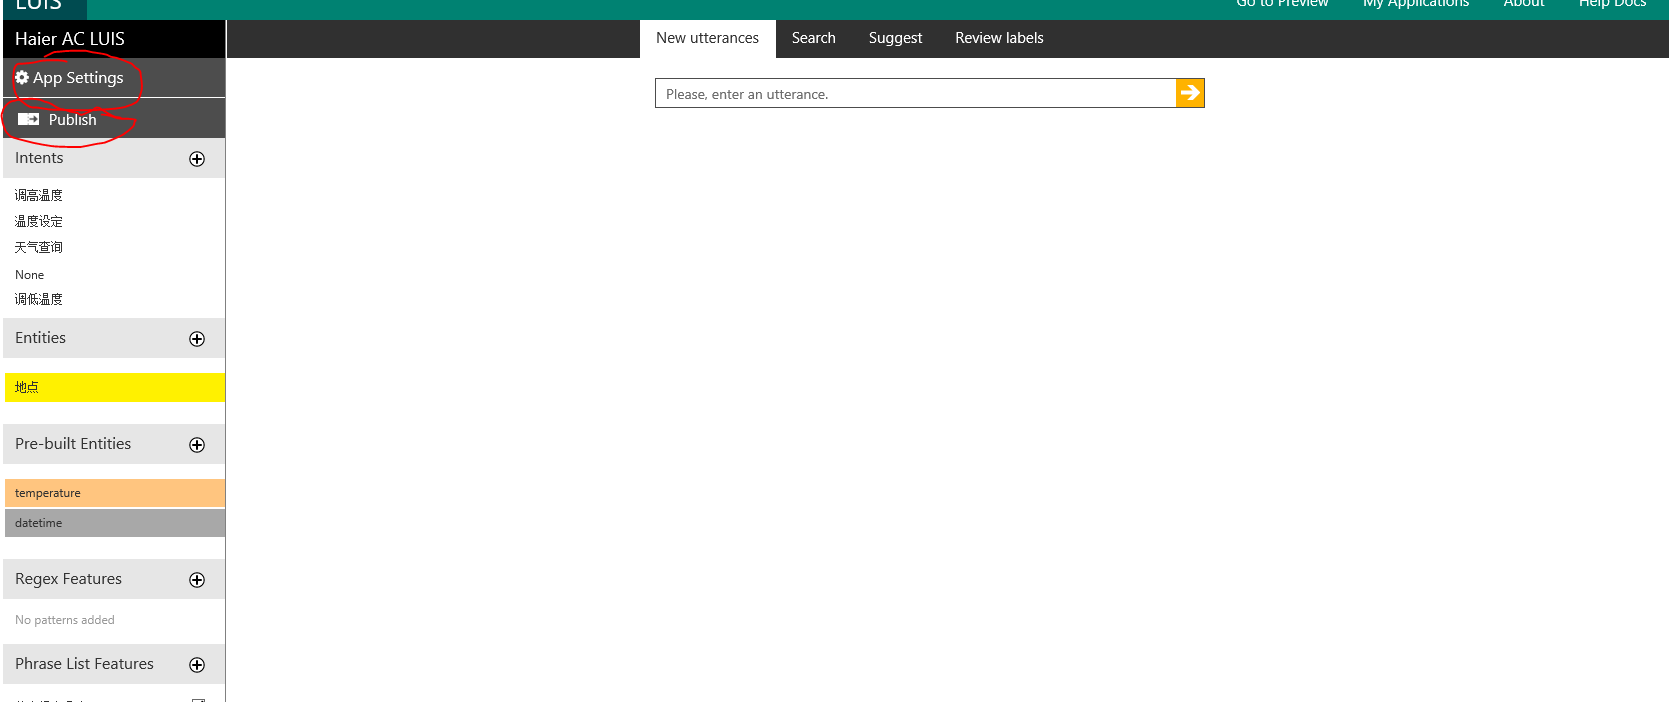 LUIS
Go to Preview My Applications About Help Docs
Haier AC LUIS
New utterances Search Suggest Review labels
App Settings
Please, enter an utterance.
Publish
Intents
调高温度
温度设定
天气查询
None
调低温度
Entities
地点
Pre-built Entities
temperature
datetime
Regex Features
No patterns added
Phrase List Features